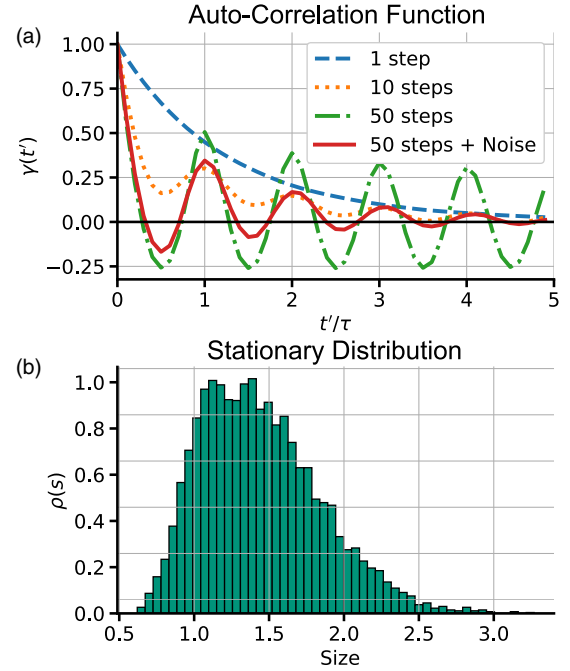 Auto-Correlation Function
(a)
1.00
0.75
0.50
0.25
0.00
−0.25
γ(t′)
1 step
10 steps
50 steps
50 steps + Noise
0 1 2 3 4 5
t′/τ
Stationary Distribution
(b)
1.0
0.8
0.6
0.4
0.2
0.0
ρ(s)
0.5 1.0 1.5 2.0 2.5 3.0
Size